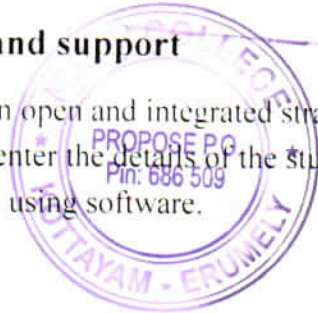 and support
n open and integrated stra
enter the details of the stu
using software.
COLLEGE
PROPOSE P.O
Pin: 686 509
KOTTAYAM - ERUMELY